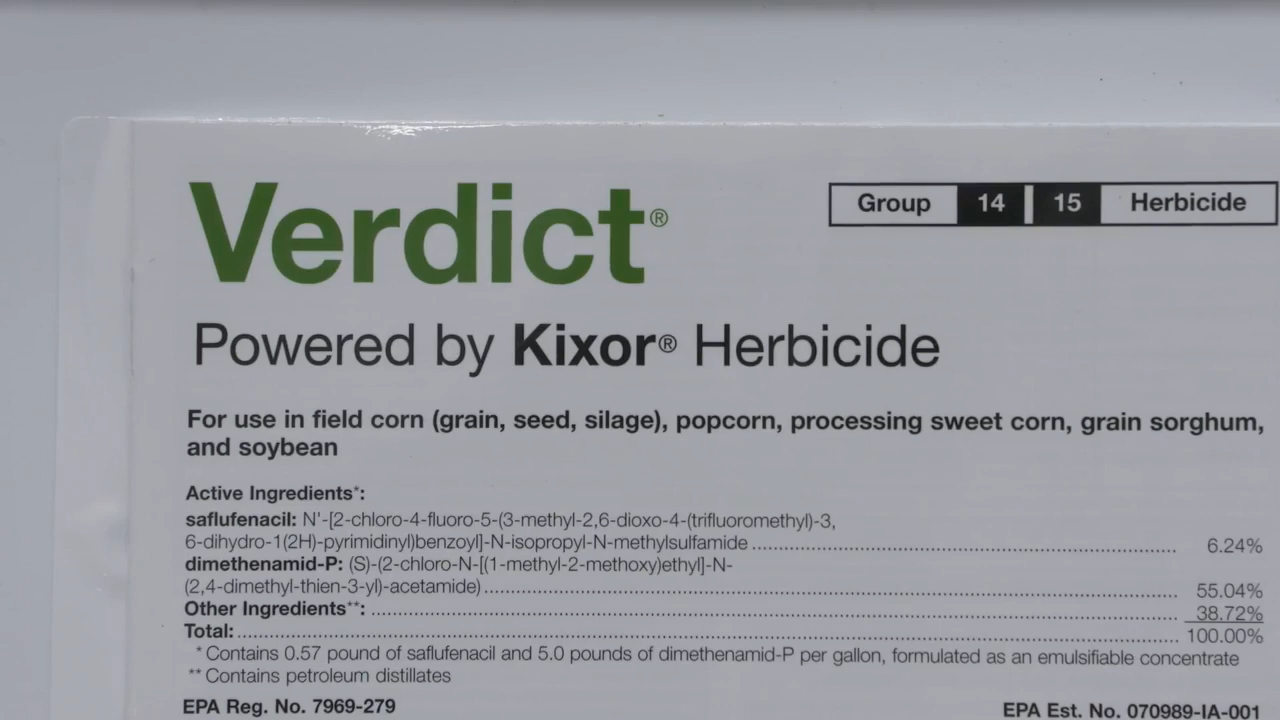 Verdict®
Group 14 15 Herbicide
Powered by Kixor® Herbicide
For use in field corn (grain, seed, silage), popcorn, processing sweet corn, grain sorghum,
and soybean
Active Ingredients*:
saflufenacil: N'-[2-chloro-4-fluoro-5-(3-methyl-2,6-dioxo-4-(trifluoromethyl)-3,
6-dihydro-1(2H)-pyrimidinyl)benzoyl]-N-isopropyl-N-methylsulfamide 6.24%
dimethenamid-P: (S)-(2-chloro-N-[(1-methyl-2-methoxy)ethyl]-N-
(2,4-dimethyl-thien-3-yl)-acetamide) 55.04%
Other Ingredients**: 38.72%
Total: 100.00%
* Contains 0.57 pound of saflufenacil and 5.0 pounds of dimethenamid-P per gallon, formulated as an emulsifiable concentrate
** Contains petroleum distillates
EPA Reg. No. 7969-279 EPA Est. No. 070989-IA-001